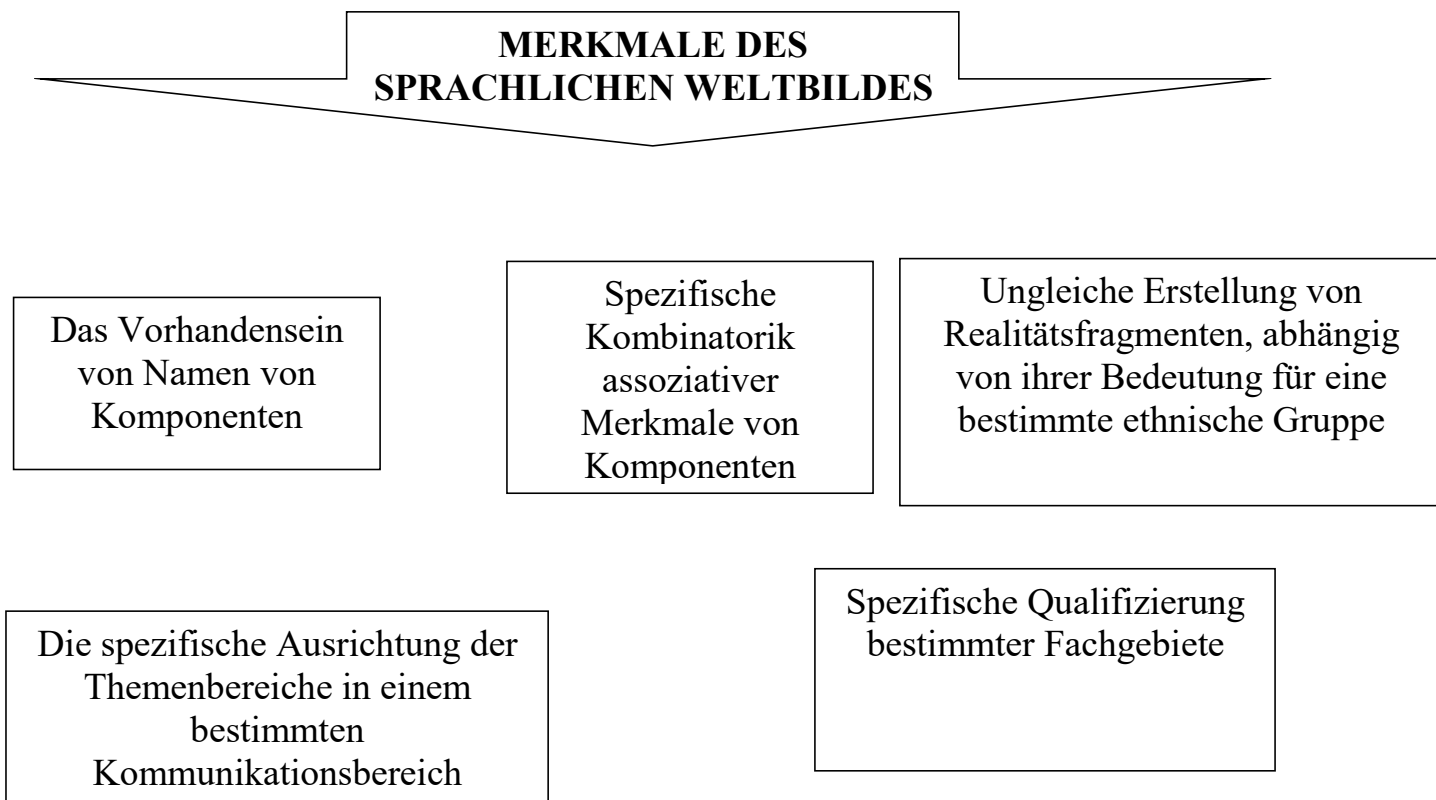 MERKMALE DES
SPRACHLICHEN WELTBILDES
Das Vorhandensein
von Namen von
Komponenten
Spezifische
Kombinatorik
assoziativer
Merkmale von
Komponenten
Ungleiche Erstellung von
Realitätsfragmenten, abhängig
von ihrer Bedeutung für eine
bestimmte ethnische Gruppe
Die spezifische Ausrichtung der
Themenbereiche in einem
bestimmten
Kommunikationsbereich
Spezifische Qualifizierung
bestimmter Fachgebiete